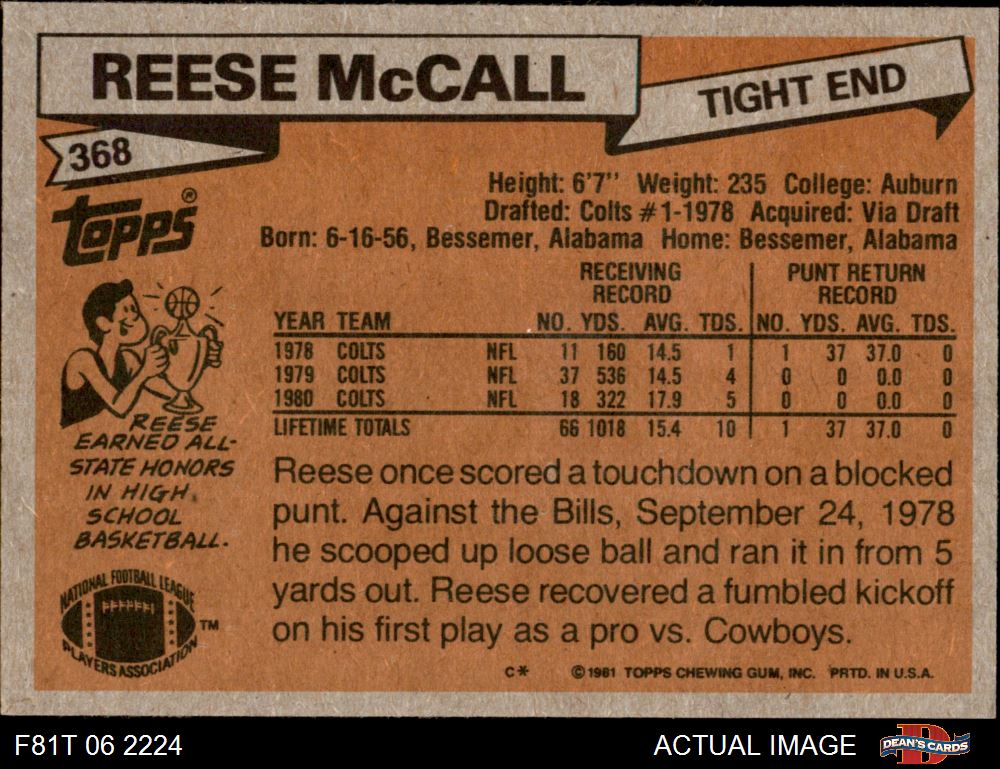 REESE McCALL
TIGHT END
368
Topps®
Height: 6'7" Weight: 235 College: Auburn
Drafted: Colts #1-1978 Acquired: Via Draft
Born: 6-16-56, Bessemer, Alabama Home: Bessemer, Alabama
RECEIVING RECORD PUNT RETURN RECORD
YEAR TEAM NO. YDS. AVG. TDS. NO. YDS. AVG. TDS.
1978 COLTS NFL 11 160 14.5 1 1 37 37.0 0
1979 COLTS NFL 37 536 14.5 4 0 0 0.0 0
1980 COLTS NFL 18 322 17.9 5 0 0 0.0 0
LIFETIME TOTALS 66 1018 15.4 10 1 37 37.0 0
REESE
EARNED ALL-
STATE HONORS
IN HIGH
SCHOOL
BASKETBALL.
Reese once scored a touchdown on a blocked
punt. Against the Bills, September 24, 1978
he scooped up loose ball and ran it in from 5
yards out. Reese recovered a fumbled kickoff
on his first play as a pro vs. Cowboys.
NATIONAL FOOTBALL LEAGUE
PLAYERS ASSOCIATION
TM
C* ©1981 TOPPS CHEWING GUM, INC. PRTD. IN U.S.A.
F81T 06 2224
ACTUAL IMAGE
DEAN'S CARDS